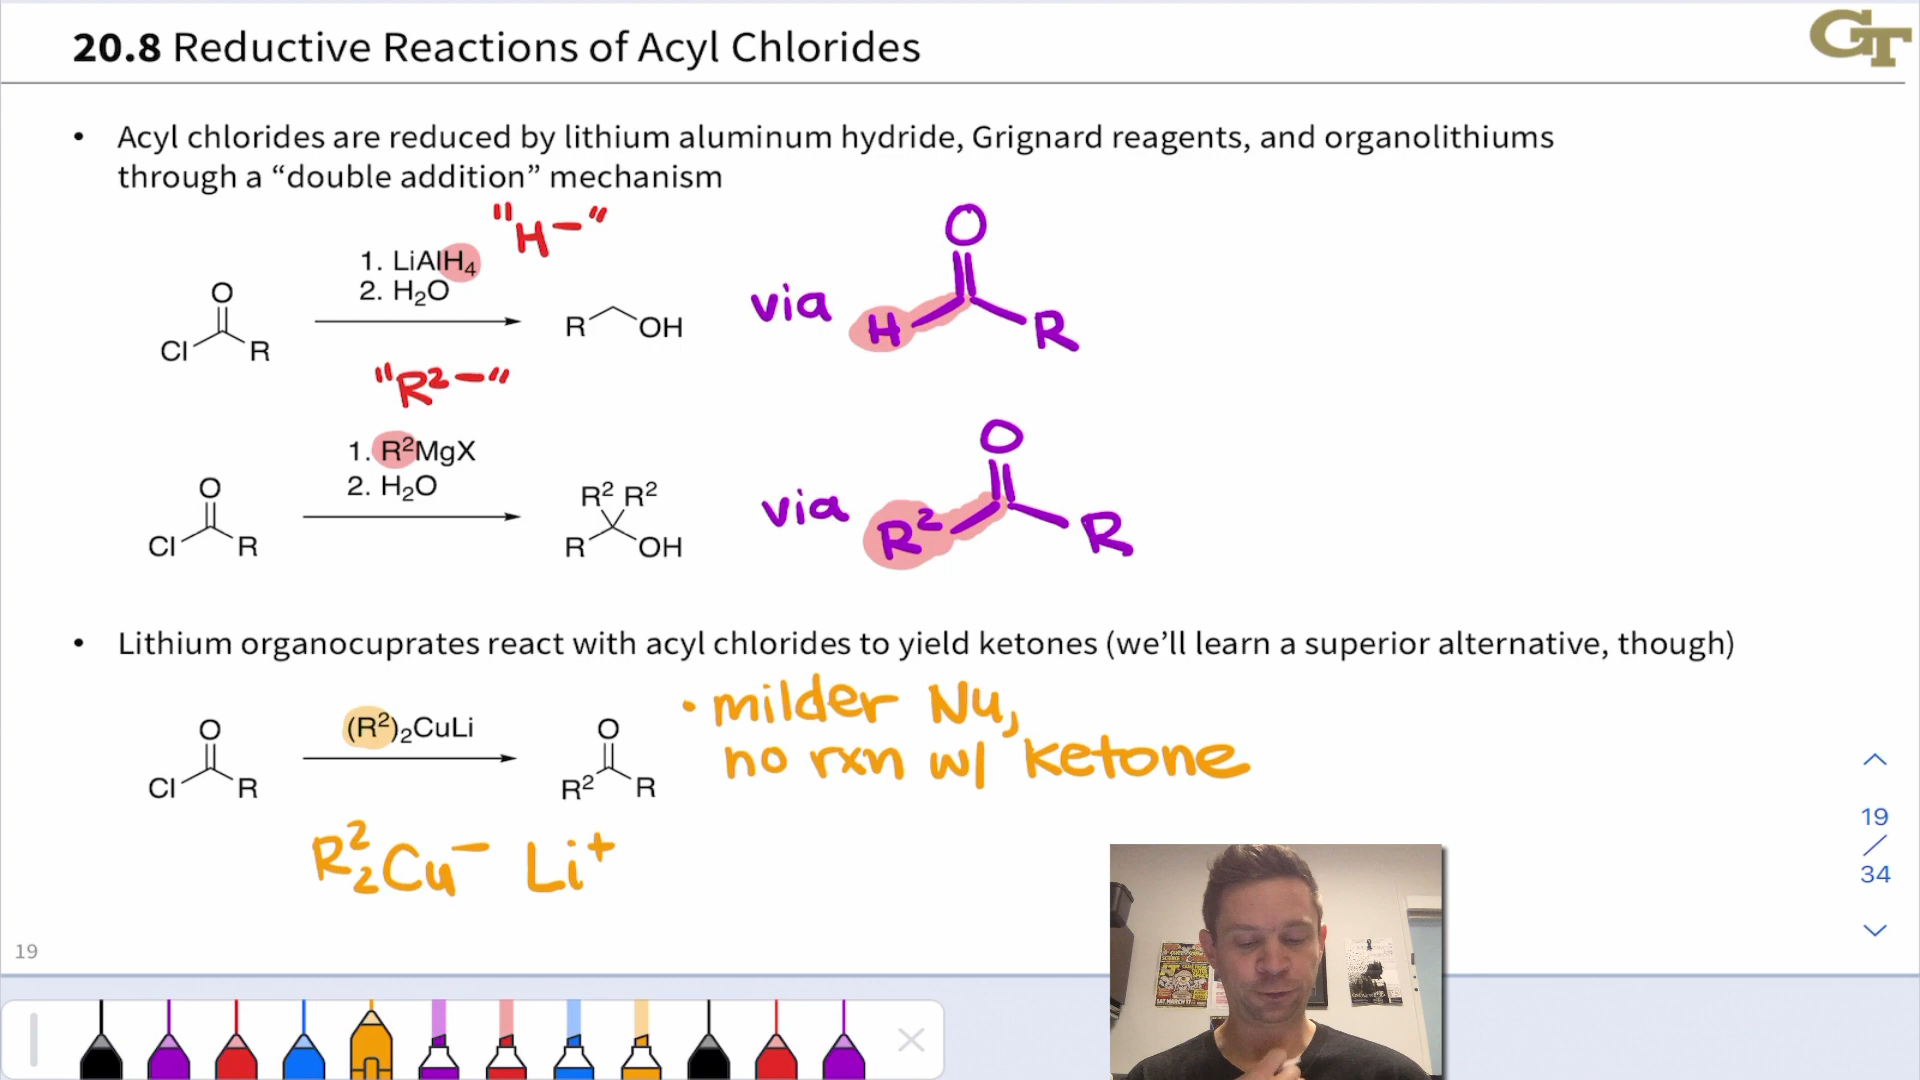 20.8 Reductive Reactions of Acyl Chlorides
GT
• Acyl chlorides are reduced by lithium aluminum hydride, Grignard reagents, and organolithiums
through a “double addition” mechanism
"H–"
1. LiAlH4
2. H2O
O
Cl R
R OH
via
O
H R
"R2–"
1. R2MgX
2. H2O
O
Cl R
R2 R2
R OH
via
O
R2 R
• Lithium organocuprates react with acyl chlorides to yield ketones (we’ll learn a superior alternative, though)
(R2)2CuLi
O
Cl R
O
R2 R
• milder Nu,
no rxn w/ ketone
R22Cu– Li+
19
/
34
19